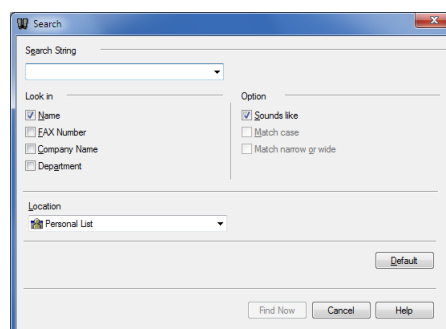 Search
Search String
Look in
Name
FAX Number
Company Name
Department
Option
Sounds like
Match case
Match narrow or wide
Location
Personal List
Default
Find Now
Cancel
Help